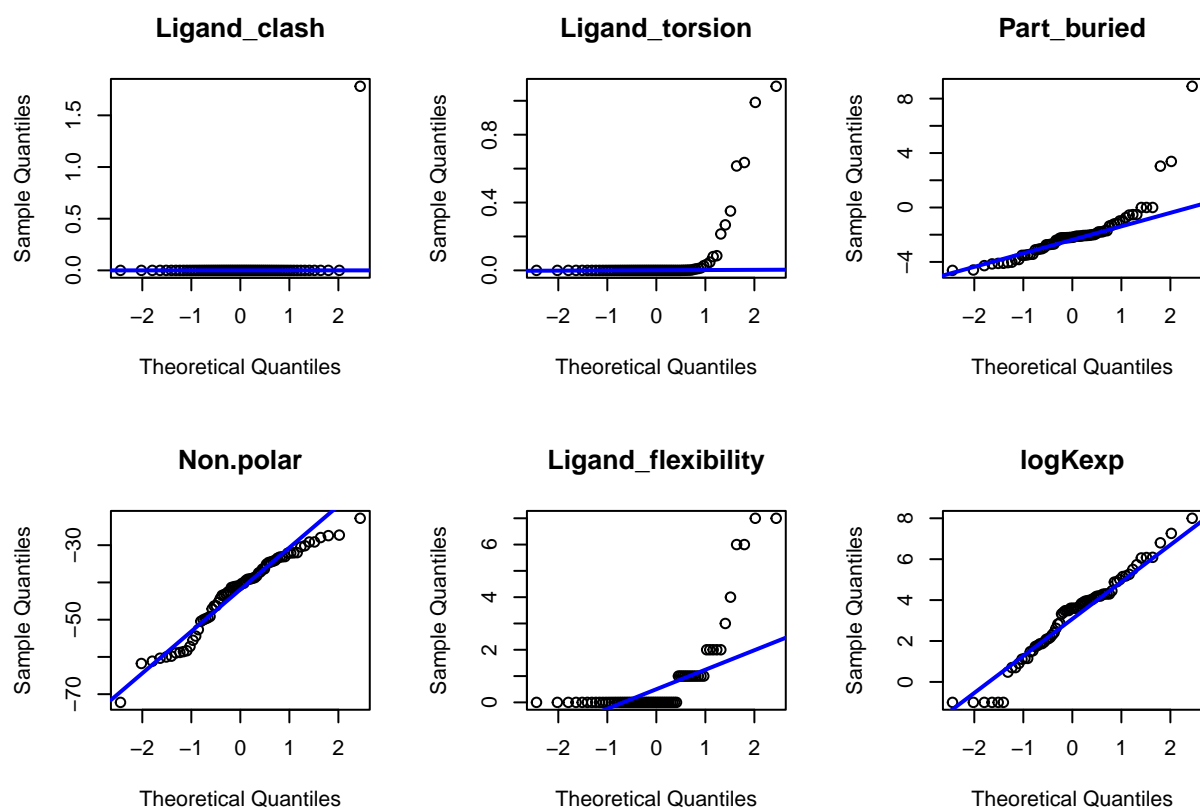 Ligand_clash
Sample Quantiles
0.0 0.5 1.0 1.5
−2 −1 0 1 2
Theoretical Quantiles
Ligand_torsion
Sample Quantiles
0.0 0.4 0.8
−2 −1 0 1 2
Theoretical Quantiles
Part_buried
Sample Quantiles
−4 0 4 8
−2 −1 0 1 2
Theoretical Quantiles
Non.polar
Sample Quantiles
−70 −50 −30
−2 −1 0 1 2
Theoretical Quantiles
Ligand_flexibility
Sample Quantiles
0 2 4 6
−2 −1 0 1 2
Theoretical Quantiles
logKexp
Sample Quantiles
0 2 4 6 8
−2 −1 0 1 2
Theoretical Quantiles